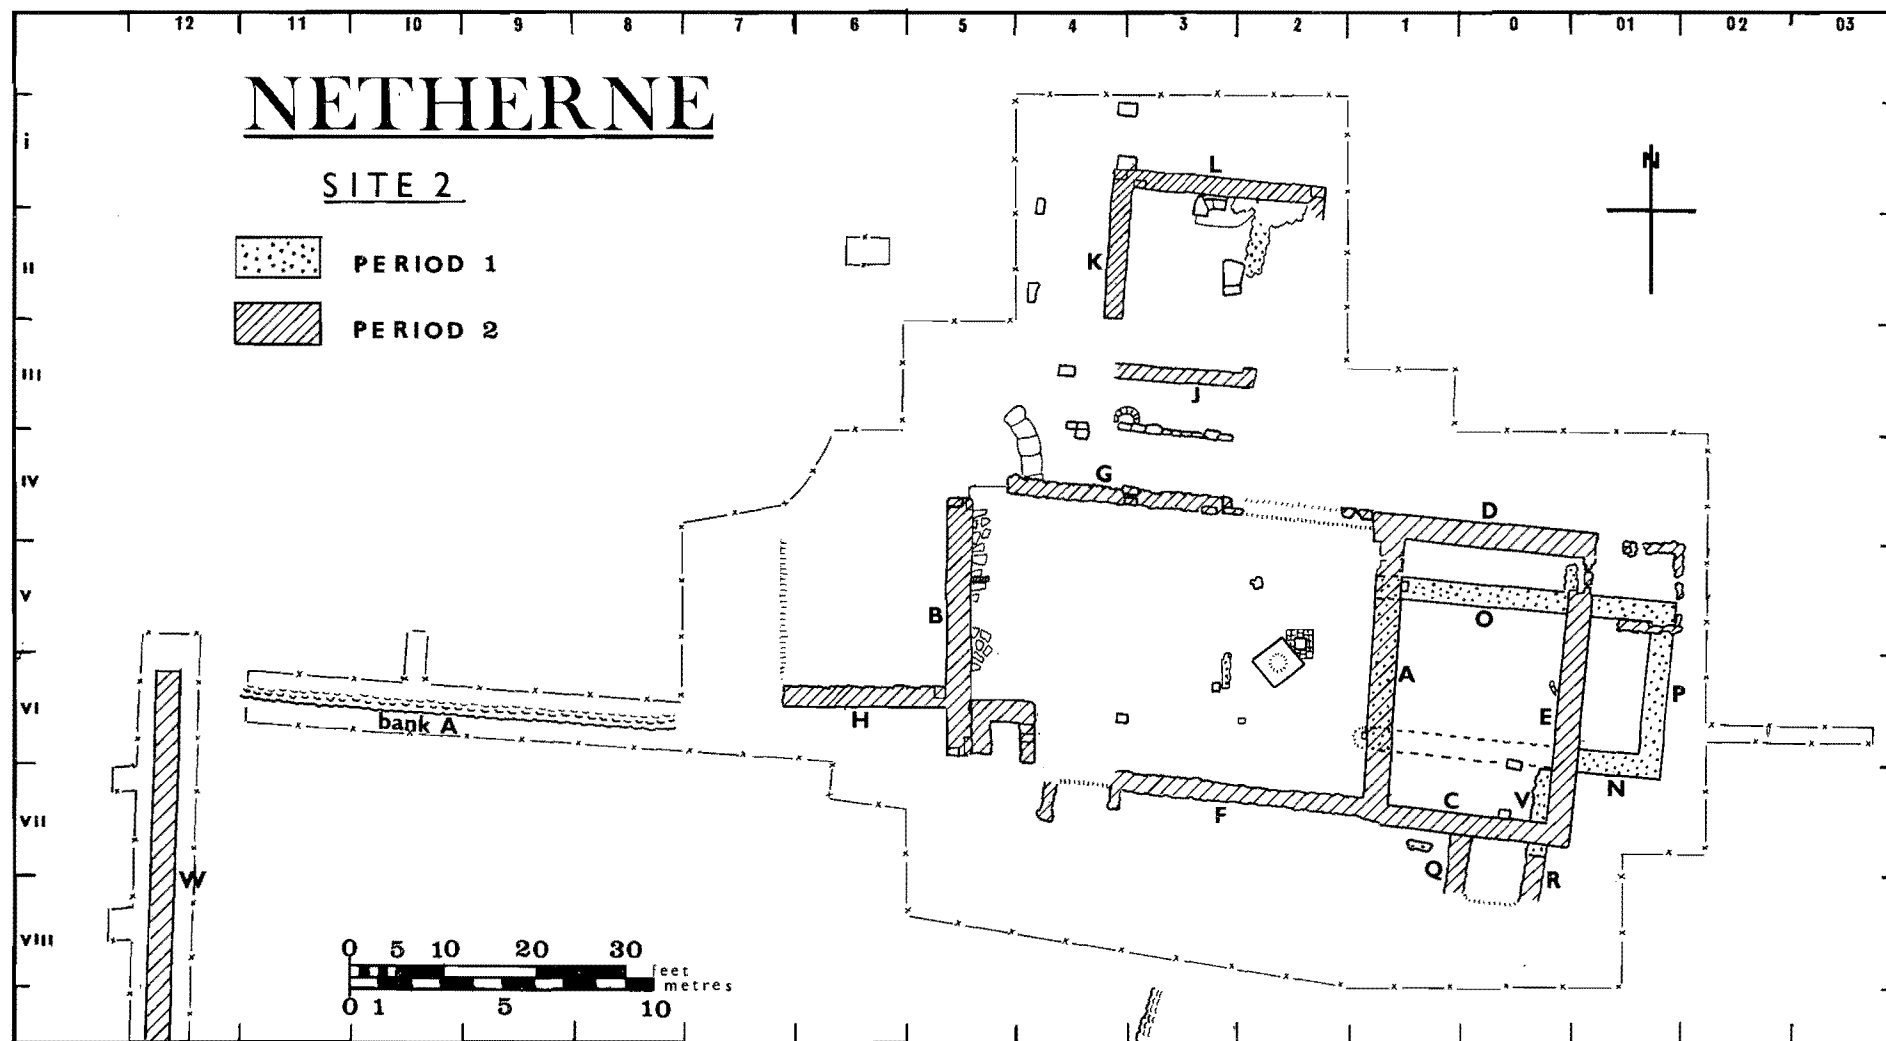 12 11 10 9 8 7 6 5 4 3 2 1 0 01 02 03
NETHERNE
SITE 2
PERIOD 1
PERIOD 2
N
i
II
III
IV
V
VI
VII
VIII
L
K
J
G
D
B
O
A
P
H
E
bank A
N
C
V
F
W
Q
R
0 5 10 20 30
feet
metres
0 1 5 10